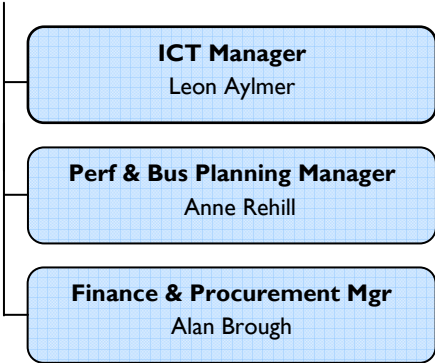 ICT Manager
Leon Aylmer
Perf & Bus Planning Manager
Anne Rehill
Finance & Procurement Mgr
Alan Brough